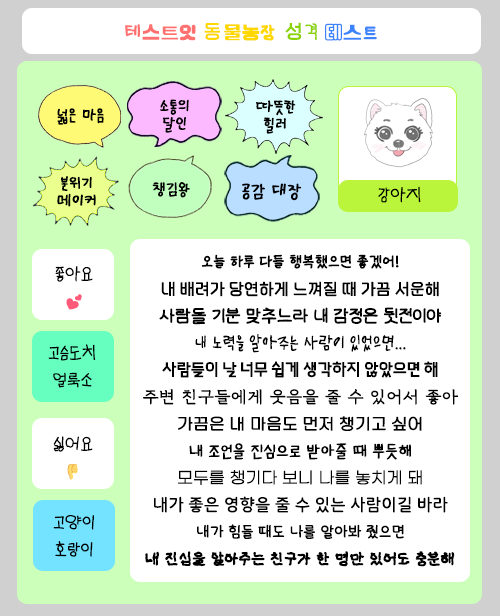 테스트잇 동물농장 성격 테스트
넓은 마음
소통의
달인
따뜻한
힐러
분위기
메이커
챙김왕
공감 대장
강아지
좋아요
고슴도치
얼룩소
싫어요
고양이
호랑이
오늘 하루 다들 행복했으면 좋겠어!
내 배려가 당연하게 느껴질 때 가끔 서운해
사람들 기분 맞추느라 내 감정은 뒷전이야
내 노력을 알아주는 사람이 있었으면...
사람들이 날 너무 쉽게 생각하지 않았으면 해
주변 친구들에게 웃음을 줄 수 있어서 좋아
가끔은 내 마음도 먼저 챙기고 싶어
내 조언을 진심으로 받아줄 때 뿌듯해
모두를 챙기다 보니 나를 놓치게 돼
내가 좋은 영향을 줄 수 있는 사람이길 바라
내가 힘들 때도 나를 알아봐 줬으면
내 진심을 알아주는 친구가 한 명만 있어도 충분해